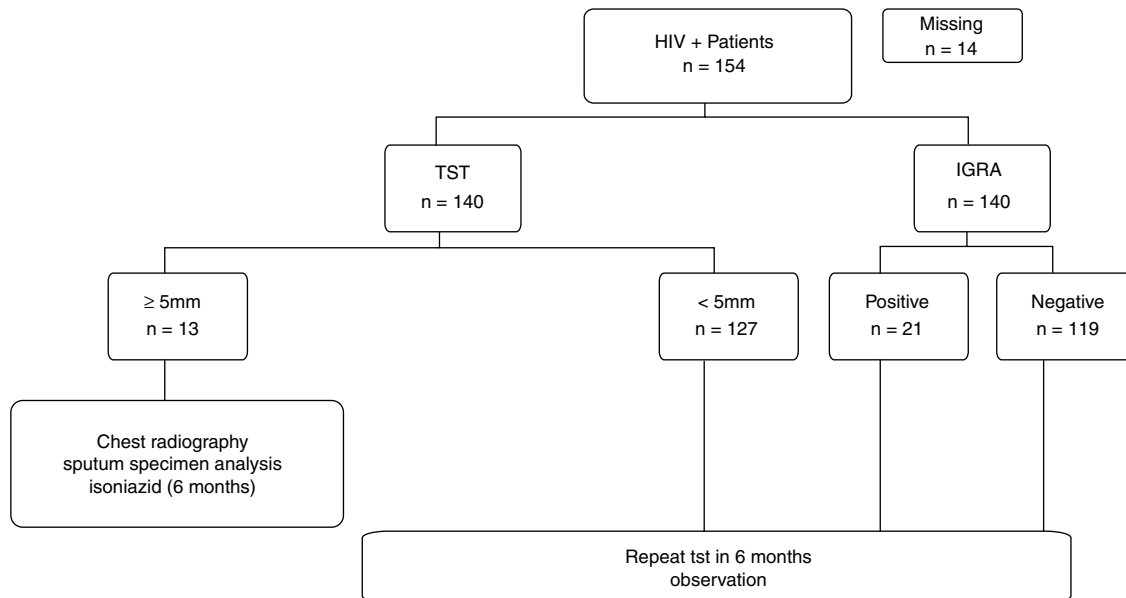 HIV + Patients
n = 154
Missing
n = 14
TST
n = 140
IGRA
n = 140
≥ 5mm
n = 13
< 5mm
n = 127
Positive
n = 21
Negative
n = 119
Chest radiography
sputum specimen analysis
isoniazid (6 months)
Repeat tst in 6 months
observation